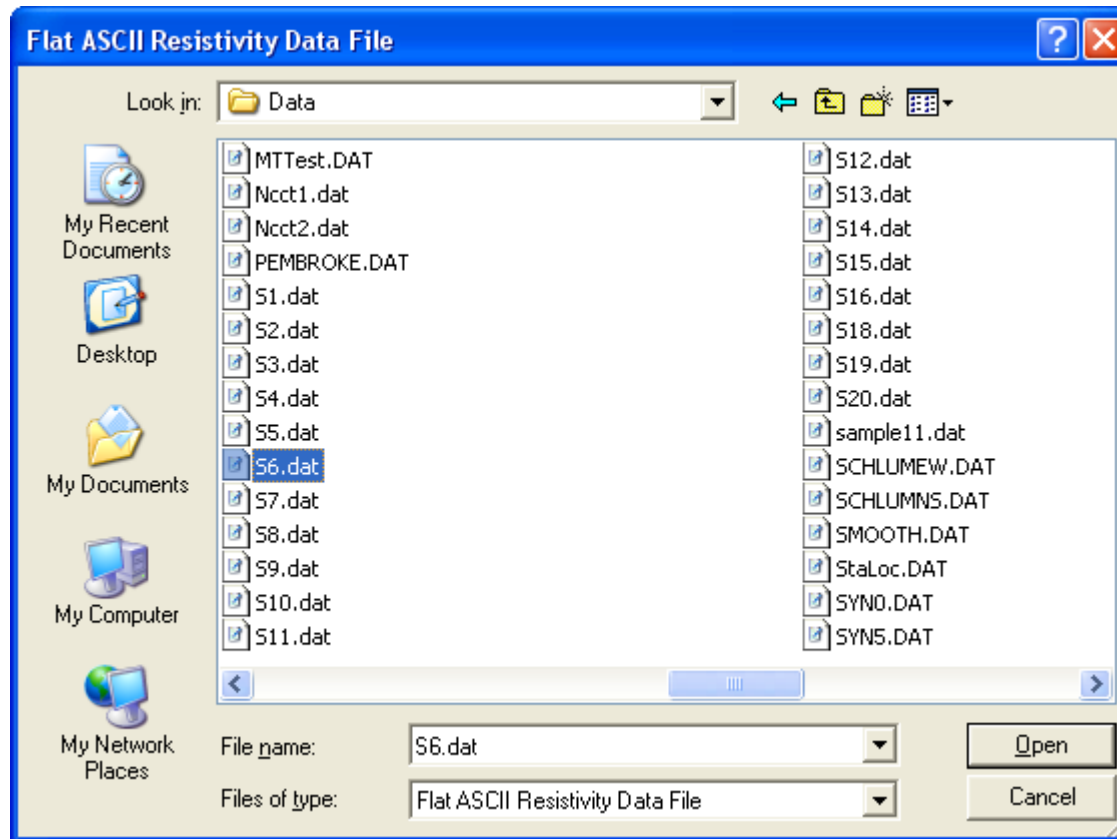 Flat ASCII Resistivity Data File
Look in:
Data
My Recent
Documents
Desktop
My Documents
My Computer
My Network
Places
MTTest.DAT
Ncct1.dat
Ncct2.dat
PEMBROKE.DAT
S1.dat
S2.dat
S3.dat
S4.dat
S5.dat
S6.dat
S7.dat
S8.dat
S9.dat
S10.dat
S11.dat
S12.dat
S13.dat
S14.dat
S15.dat
S16.dat
S18.dat
S19.dat
S20.dat
sample11.dat
SCHLUMEW.DAT
SCHLUMNS.DAT
SMOOTH.DAT
StaLoc.DAT
SYN0.DAT
SYN5.DAT
File name:
S6.dat
Open
Files of type:
Flat ASCII Resistivity Data File
Cancel